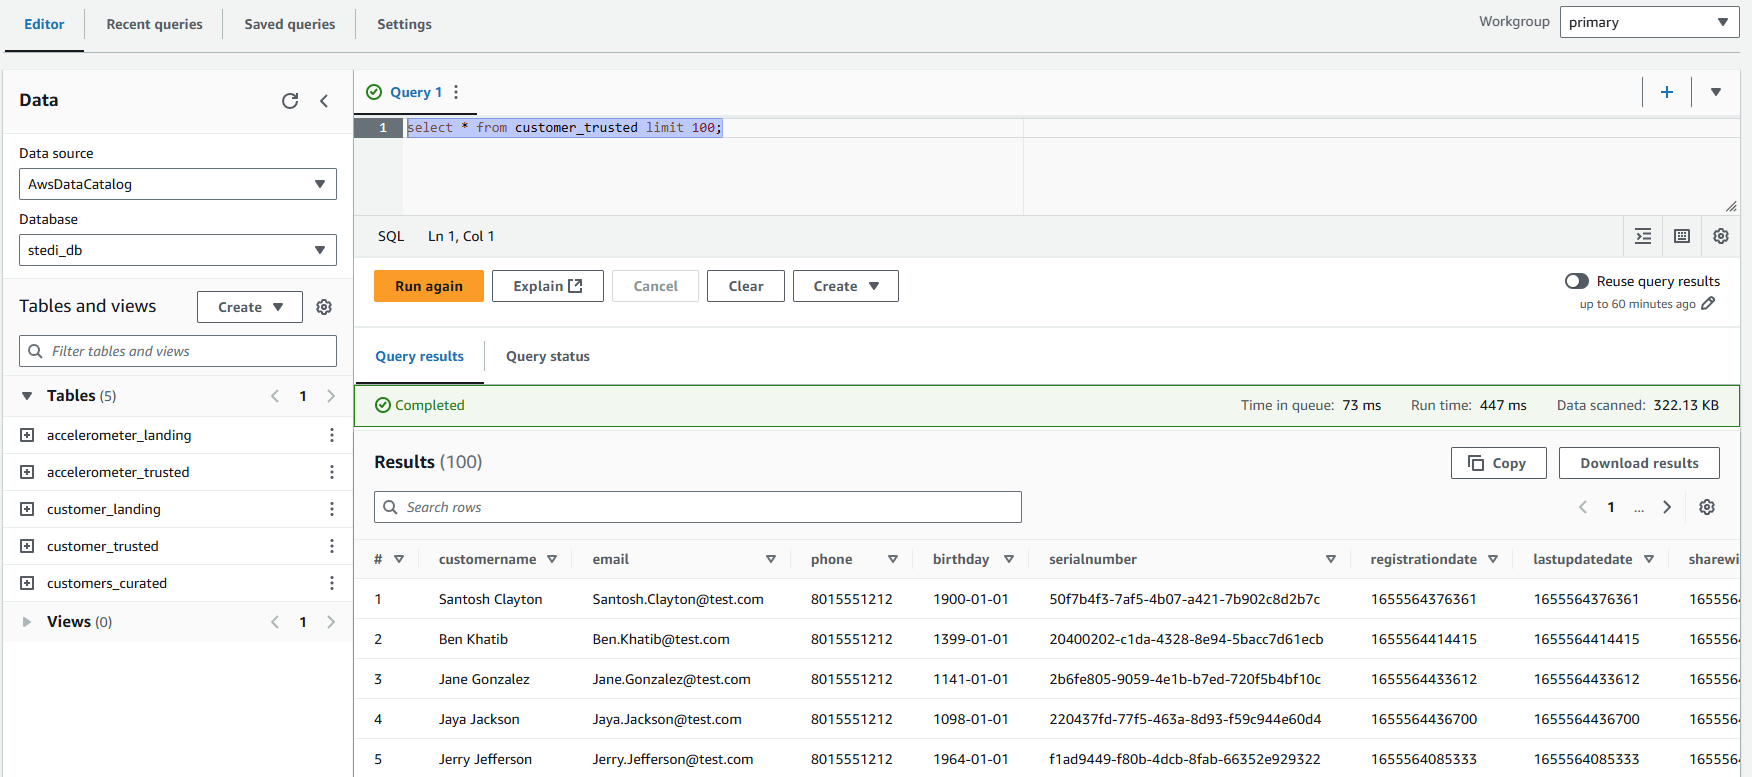 Editor Recent queries Saved queries Settings Workgroup primary
Data
Data source
AwsDataCatalog
Database
stedi_db
Tables and views Create
Filter tables and views
Tables (5) 1
accelerometer_landing
accelerometer_trusted
customer_landing
customer_trusted
customers_curated
Views (0) 1
Query 1
1 select * from customer_trusted limit 100;
SQL Ln 1, Col 1
Run again Explain Cancel Clear Create Reuse query results
up to 60 minutes ago
Query results Query status
Completed Time in queue: 73 ms Run time: 447 ms Data scanned: 322.13 KB
Results (100) Copy Download results
Search rows 1 ...
# customername email phone birthday serialnumber registrationdate lastupdatedate sharewi
1 Santosh Clayton Santosh.Clayton@test.com 8015551212 1900-01-01 50f7b4f3-7af5-4b07-a421-7b902c8d2b7c 1655564376361 1655564376361 165556
2 Ben Khatib Ben.Khatib@test.com 8015551212 1399-01-01 20400202-c1da-4328-8e94-5bacc7d61ecb 1655564414415 1655564414415 165556
3 Jane Gonzalez Jane.Gonzalez@test.com 8015551212 1141-01-01 2b6fe805-9059-4e1b-b7ed-720f5b4bf10c 1655564433612 1655564433612 165556
4 Jaya Jackson Jaya.Jackson@test.com 8015551212 1098-01-01 220437fd-77f5-463a-8d93-f59c944e60d4 1655564436700 1655564436700 165556
5 Jerry Jefferson Jerry.Jefferson@test.com 8015551212 1964-01-01 f1ad9449-f80b-4dcb-8fab-66352e929322 1655564085333 1655564085333 165556